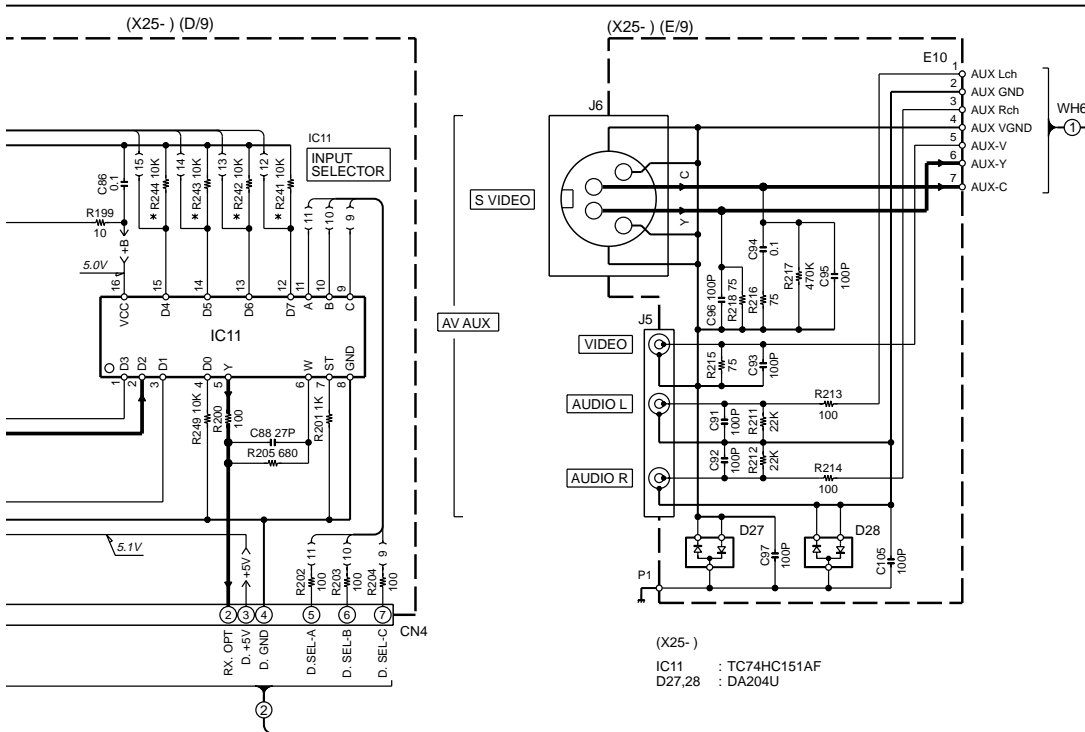 (X25- ) (D/9)
IC11
INPUT
SELECTOR
C86
0.1
15
* R244 10K
14
* R243 10K
13
* R242 10K
12
* R241 10K
11
10
9
R199
10
+B
5.0V
16
15
14
13
12
11
10
9
VCC
D4
D5
D6
D7
A
B
C
IC11
D3
D2
D1
D0
Y
W
ST
GND
1
2
3
4
5
6
7
8
R249 10K
R200
100
C88 27P
R205 680
R201 1K
5.1V
+5V
11
10
9
R202
100
R203
100
R204
100
2
3
4
5
6
7
CN4
RX. OPT
D. +5V
D. GND
D.SEL-A
D. SEL-B
D. SEL-C
2
AV AUX
S VIDEO
VIDEO
AUDIO L
AUDIO R
(X25- ) (E/9)
E10
J6
1 AUX Lch
2 AUX GND
3 AUX Rch
4 AUX VGND
5 AUX-V
6 AUX-Y
7 AUX-C
WH6
1
C
Y
C94
0.1
R217
470K
C95
100P
C96 100P
R218 75
R216
75
J5
R215
75
C93
100P
R213
100
C91
100P
R211
22K
C92
100P
R212
22K
R214
100
D27
C97
100P
D28
C105
100P
P1
(X25- )
IC11 : TC74HC151AF
D27,28 : DA204U